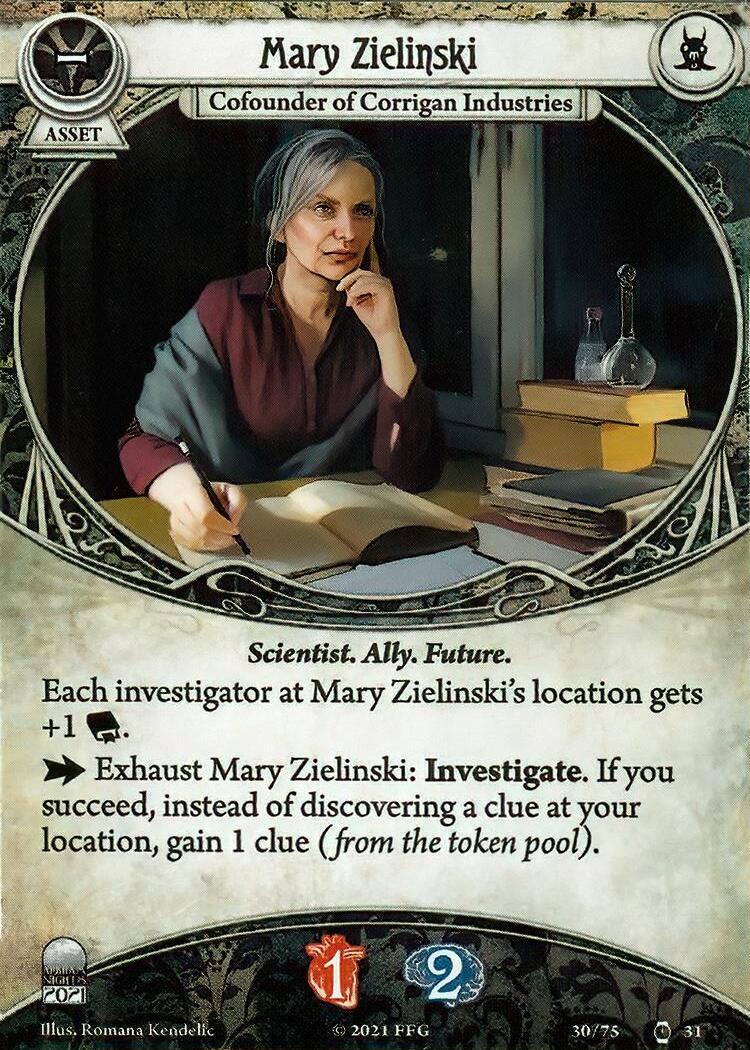 Mary Zielinski
Cofounder of Corrigan Industries
ASSET
Scientist. Ally. Future.
Each investigator at Mary Zielinski's location gets
+1 .
Exhaust Mary Zielinski: Investigate. If you
succeed, instead of discovering a clue at your
location, gain 1 clue (from the token pool).
1 2
ARKHAM
NIGHTS
2021
Illus. Romana Kendelic © 2021 FFG 30/75 31